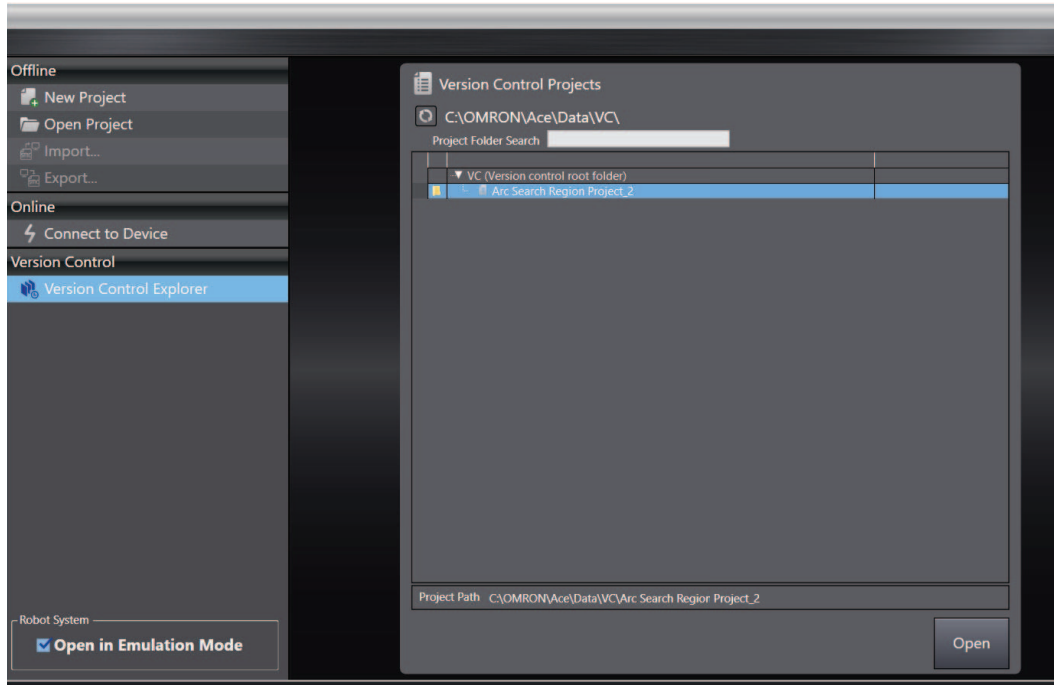 Offline
New Project
Open Project
Import...
Export...
Online
Connect to Device
Version Control
Version Control Explorer
Robot System
Open in Emulation Mode
Version Control Projects
C:\OMRON\Ace\Data\VC\
Project Folder Search
VC (Version control root folder)
Arc Search Region Project_2
Project Path C:\OMRON\Ace\Data\VC\Arc Search Regior Project_2
Open